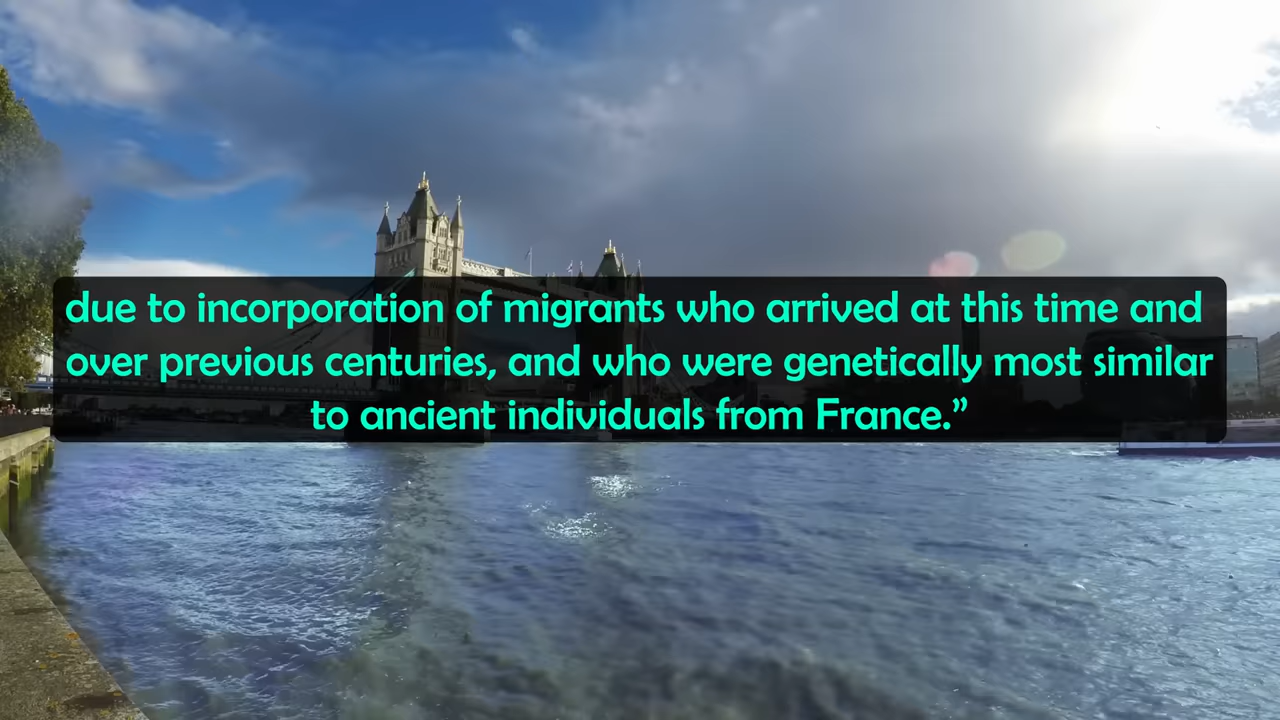 due to incorporation of migrants who arrived at this time and
over previous centuries, and who were genetically most similar
to ancient individuals from France.”